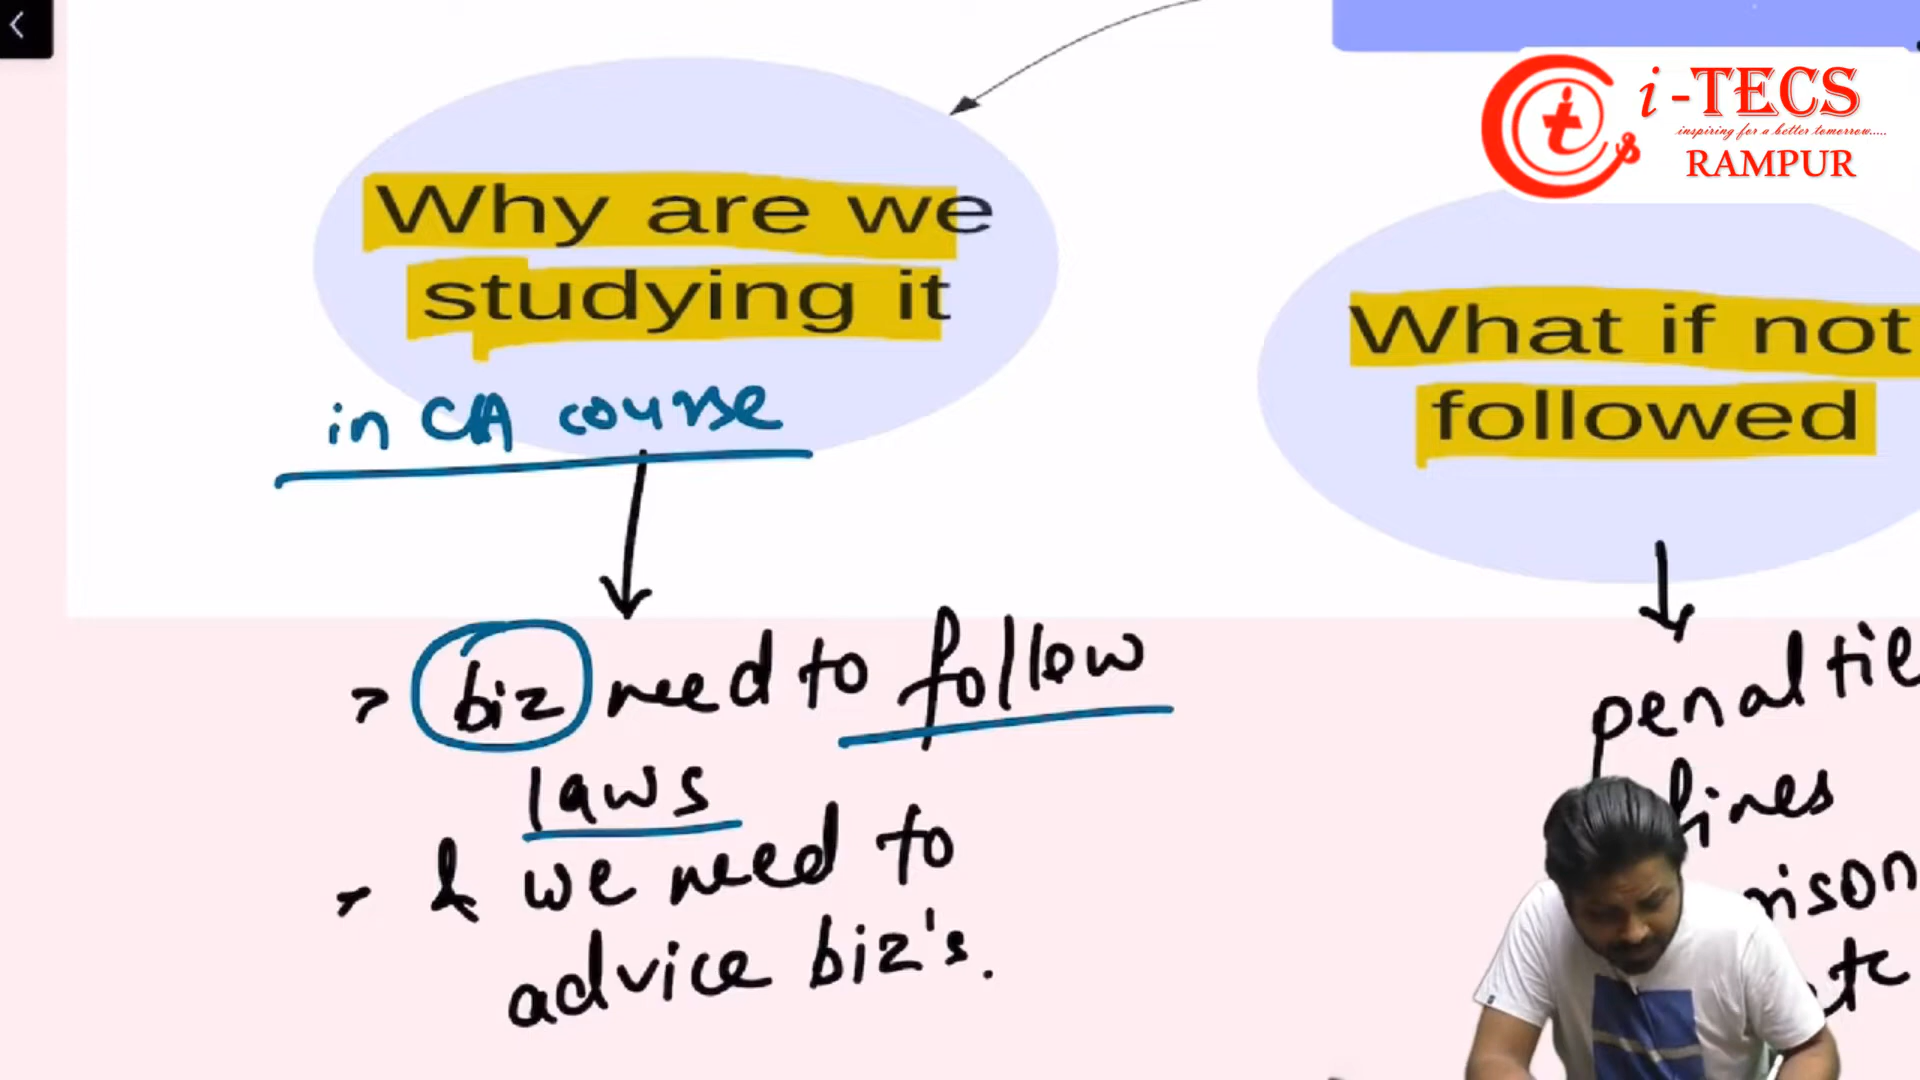 i-TECS
inspiring for a better tomorrow.....
RAMPUR
Why are we
studying it
in CA course
> biz need to follow
laws
& we need to
advice biz's.
What if not
followed
fines